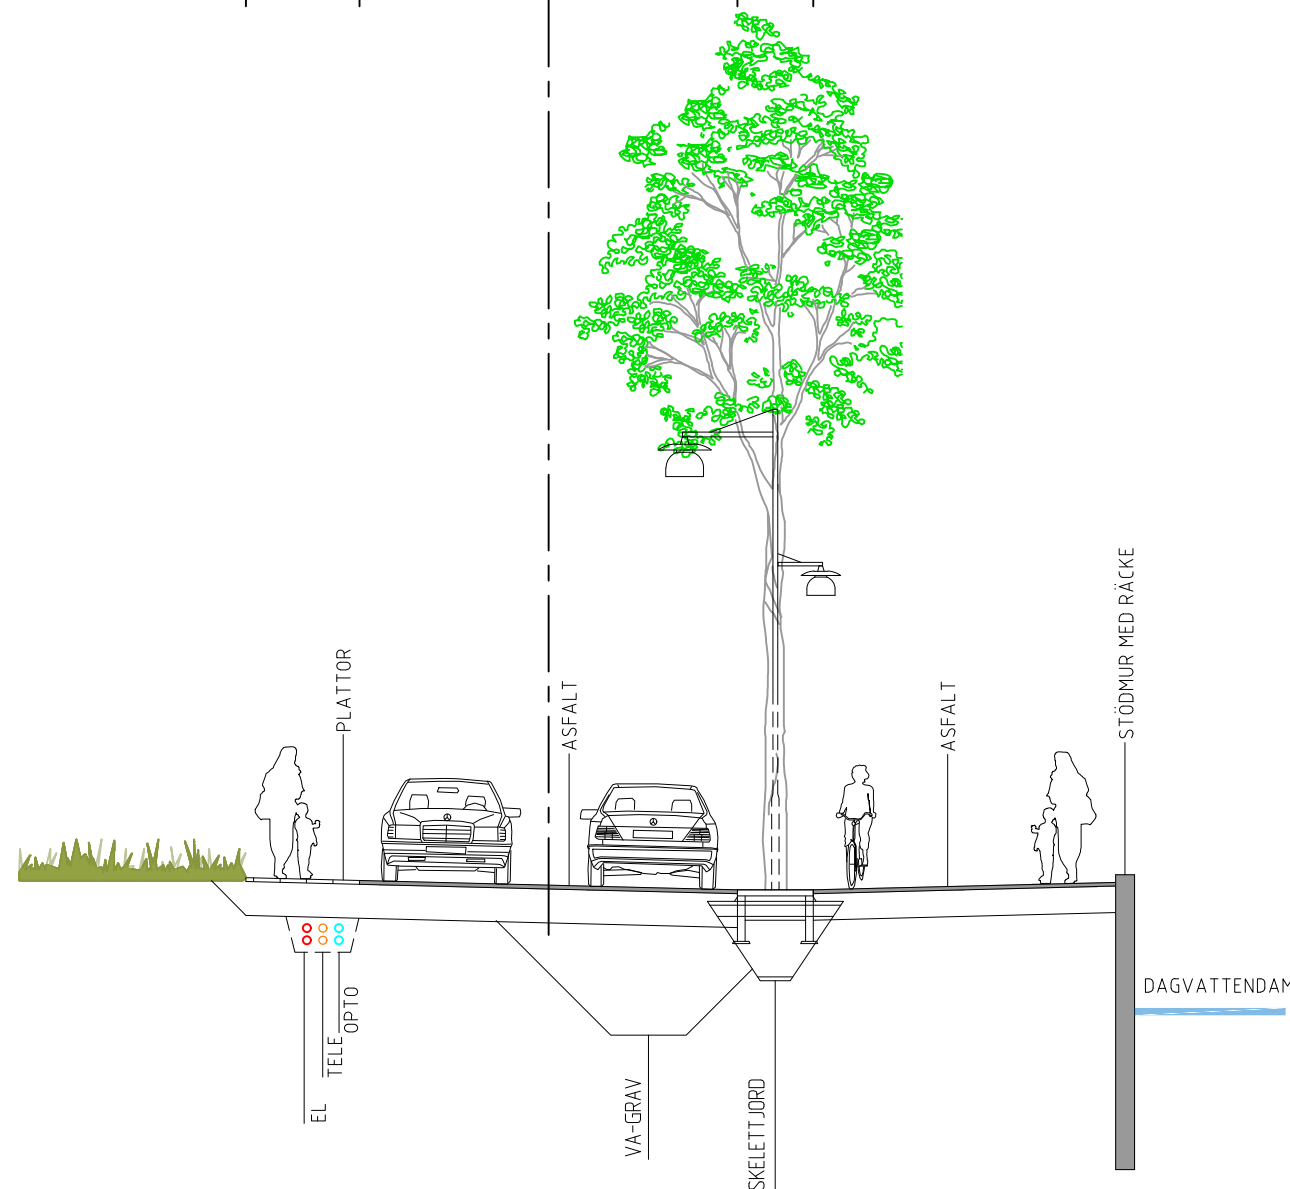 STÖDMUR MED RÄCKE
PLATTOR
ASFALT
ASFALT
DAGVATTENDAM
OPTO
TELE
EL
VA-GRAV
SKELETTJORD